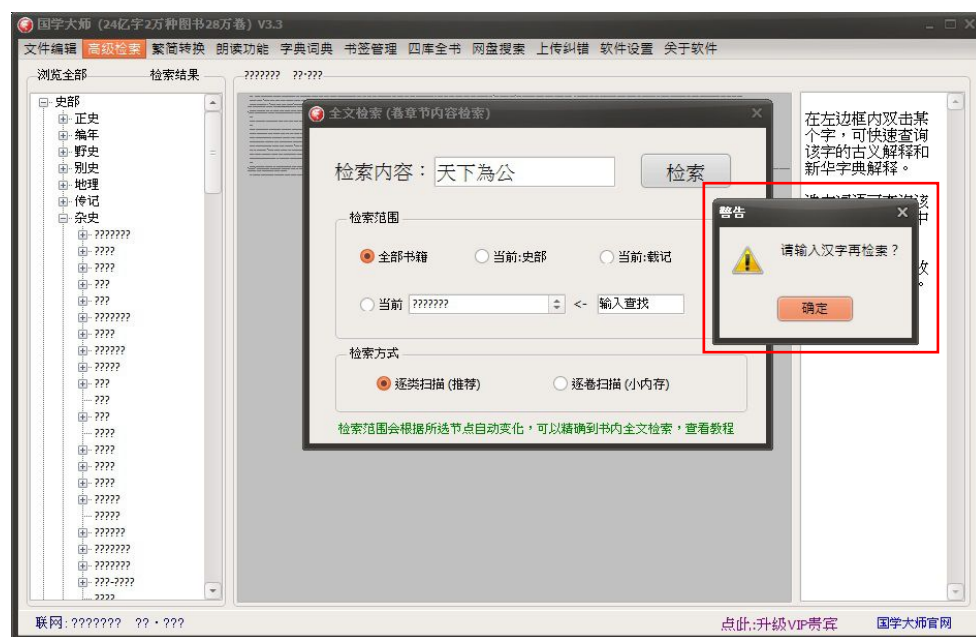 国学大师 (24亿字2万种图书28万卷) V3.3
文件编辑 高级检索 繁简转换 朗读功能 字典词典 书签管理 四库全书 网盘搜索 上传纠错 软件设置 关于软件
浏览全部 检索结果 ??????? ??·???
史部
正史
编年
野史
别史
地理
传记
杂史
???????
????
????
???
???
???????
????
??????
?????
???
???
???
????
????
????
????
?????
?????
??????
???????
???????
???-????
????
全文检索 (卷章节内容检索)
检索内容：天下為公 检索
检索范围
全部书籍 当前:史部 当前:载记
当前 ??????? <- 输入查找
检索方式
逐类扫描 (推荐) 逐卷扫描 (小内存)
检索范围会根据所选节点自动变化，可以精确到书内全文检索，查看教程
警告
请输入汉字再检索？
确定
在左边框内双击某
个字，可快速查询
该字的古义解释和
新华字典解释。
联网: ??????? ??·??? 点此:升级VIP贵宾 国学大师官网